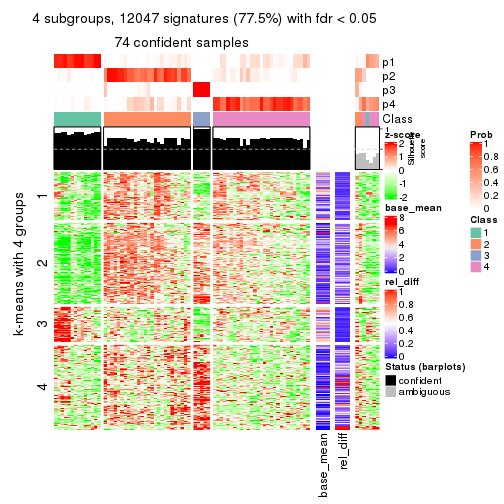 4 subgroups, 12047 signatures (77.5%) with fdr < 0.05
74 confident samples
p1
p2
p3
p4
Class
1
Silhouette
score
z-score
2
1
0
-1
-2
base_mean
8
6
4
2
0
rel_diff
1
0.8
0.6
0.4
0.2
0
Status (barplots)
confident
ambiguous
Prob
1
0.8
0.6
0.4
0.2
0
Class
1
2
3
4
k-means with 4 groups
1
2
3
4
base_mean
rel_diff